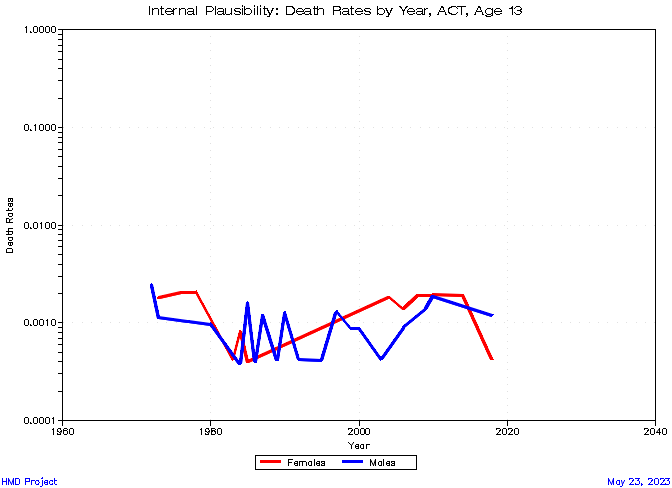 Internal Plausibility: Death Rates by Year, ACT, Age 13
1.0000
0.1000
0.0100
0.0010
0.0001
Death Rates
1960 1980 2000 2020 2040
Year
Females Males
HMD Project May 23, 2023